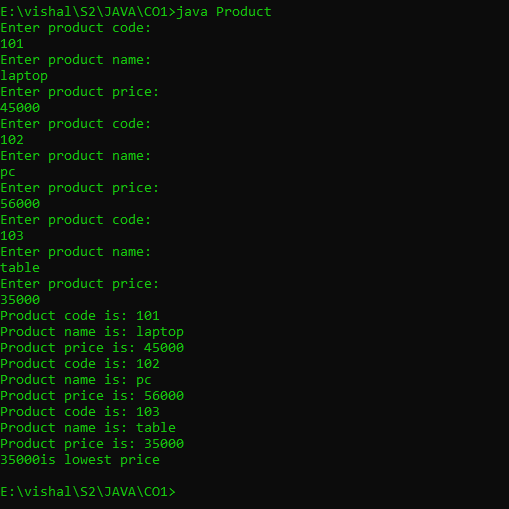 E:\vishal\S2\JAVA\CO1>java Product
Enter product code:
101
Enter product name:
laptop
Enter product price:
45000
Enter product code:
102
Enter product name:
pc
Enter product price:
56000
Enter product code:
103
Enter product name:
table
Enter product price:
35000
Product code is: 101
Product name is: laptop
Product price is: 45000
Product code is: 102
Product name is: pc
Product price is: 56000
Product code is: 103
Product name is: table
Product price is: 35000
35000is lowest price
E:\vishal\S2\JAVA\CO1>